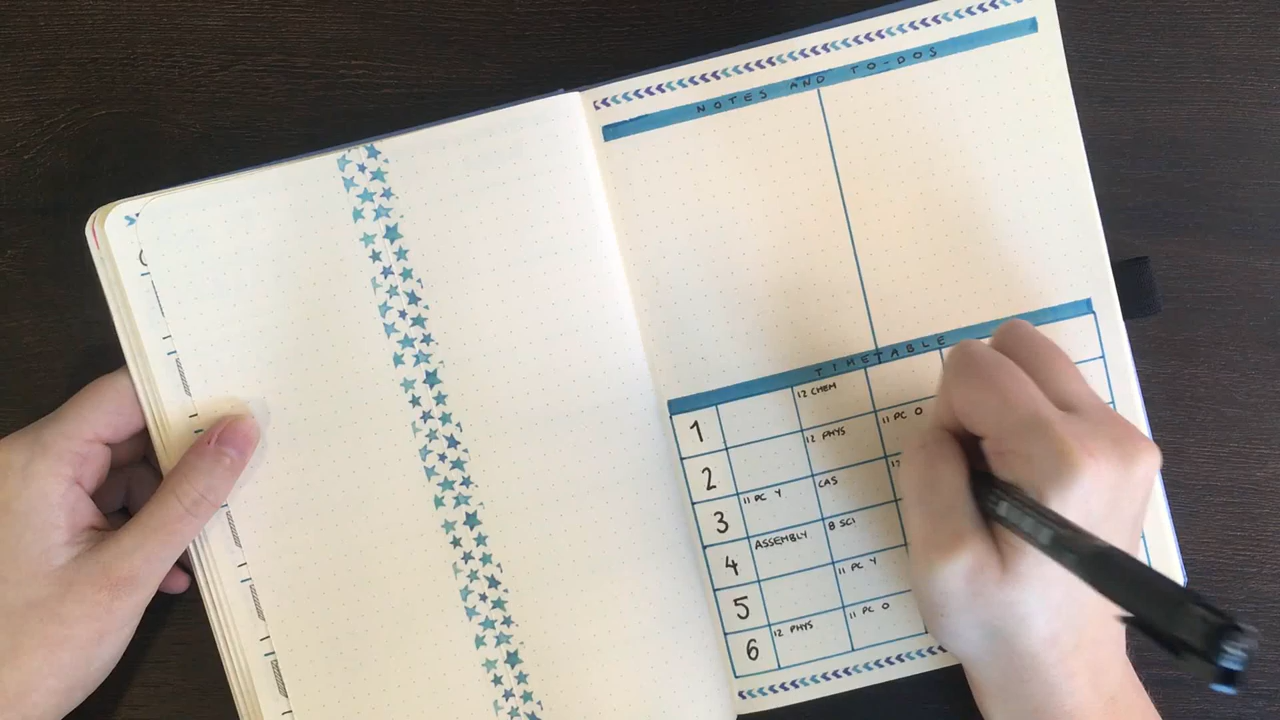 NOTES AND TO-DOS
TIMETABLE
1 12 CHEM
2 12 PHYS 11 PC O
3 11 PC Y CAS
4 ASSEMBLY 8 SCI
5 11 PC Y
6 12 PHYS 11 PC O